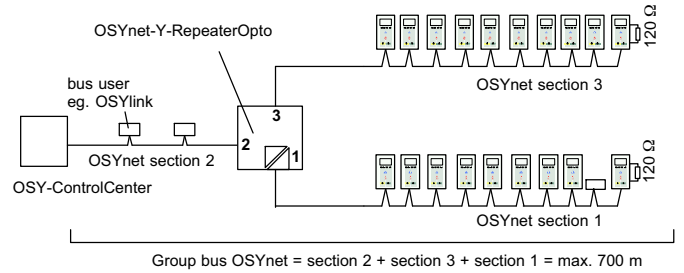 OSYnet-Y-RepeaterOpto
120 Ω
bus user
eg. OSYlink
OSYnet section 3
3
2
1
OSYnet section 2
120 Ω
OSY-ControlCenter
OSYnet section 1
Group bus OSYnet = section 2 + section 3 + section 1 = max. 700 m